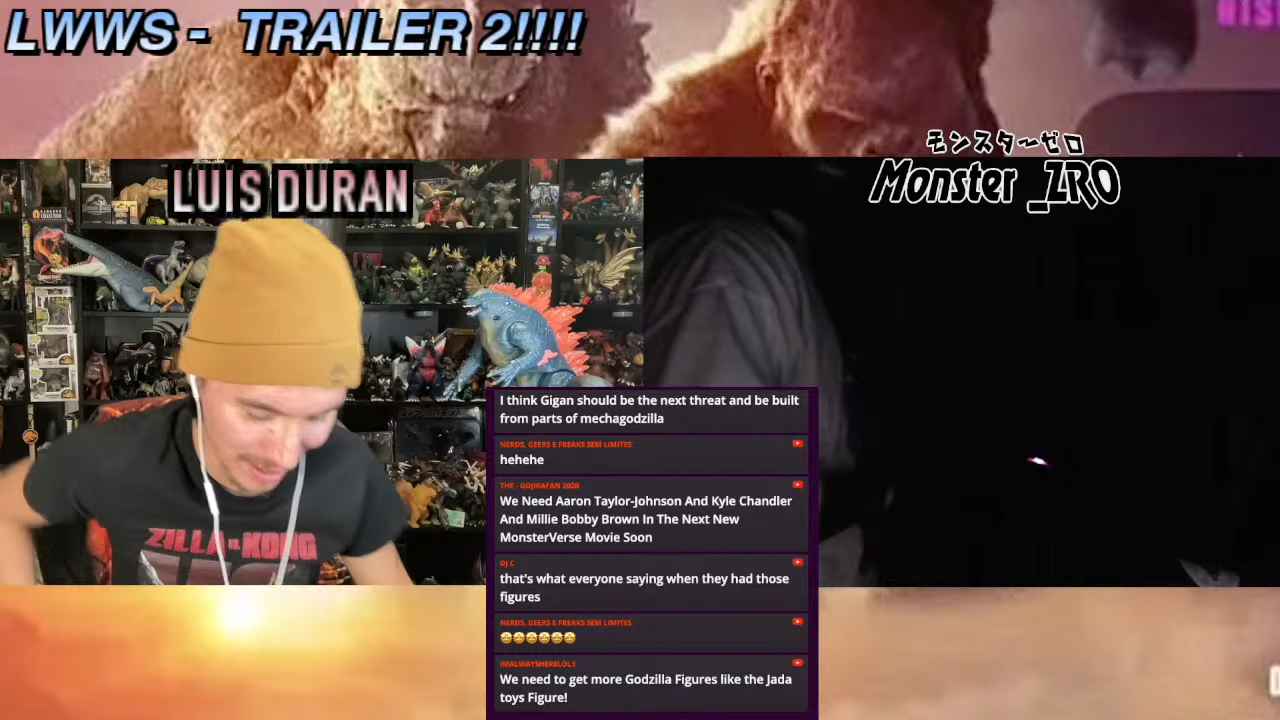 LWWS - TRAILER 2!!!!
モンスターゼロ
Monster_ZRO
LUIS DURAN
I think Gigan should be the next threat and be built
from parts of mechagodzilla
NERDS, GEEKS E FREAKS SEM LIMITES
hehehe
THE - GOJIRAFAN 2020
We Need Aaron Taylor-Johnson And Kyle Chandler
And Millie Bobby Brown In The Next New
MonsterVerse Movie Soon
DJ C
that's what everyone saying when they had those
figures
NERDS, GEEKS E FREAKS SEM LIMITES
🤩🤩🤩🤩🤩🤩
IMALWAYSHERELOL1
We need to get more Godzilla Figures like the Jada
toys Figure!
ZILLA vs KONG